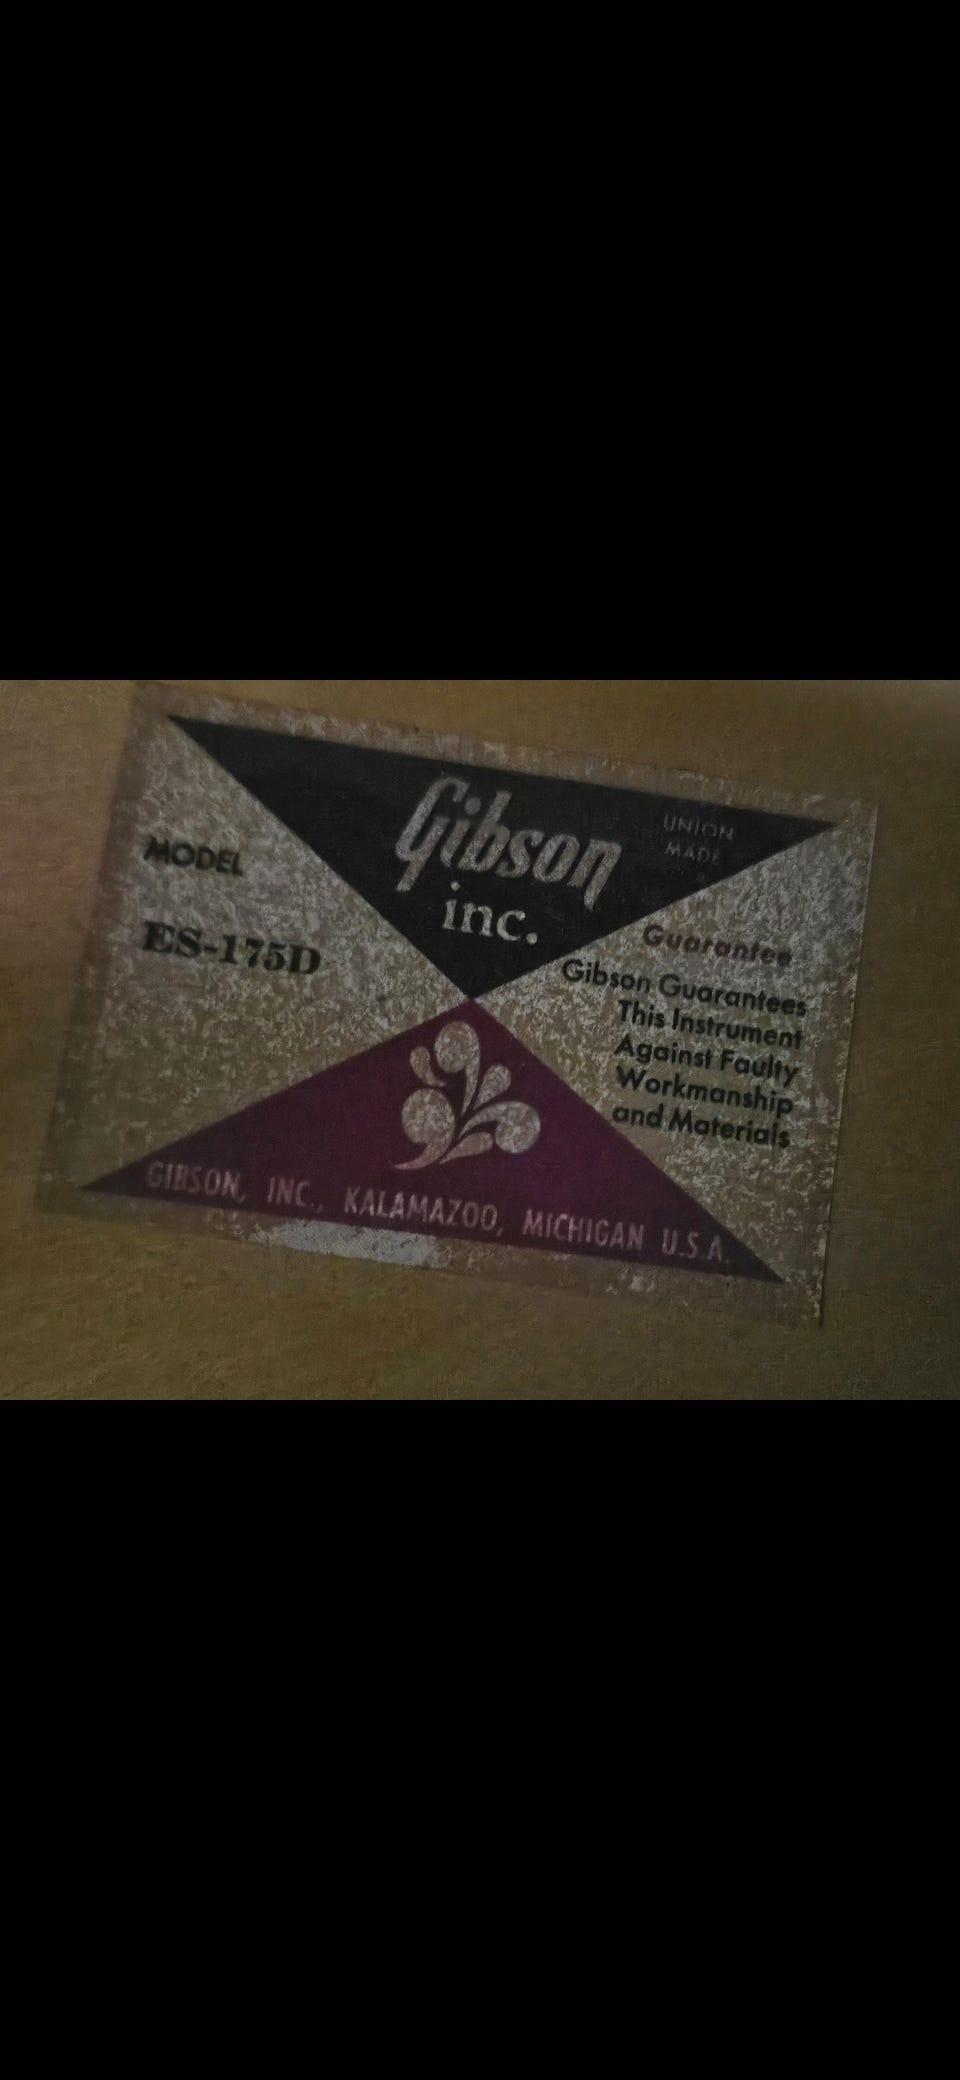 Gibson
inc.
UNION
MADE
MODEL
ES-175D
Guarantee
Gibson Guarantees
This Instrument
Against Faulty
Workmanship
and Materials
GIBSON, INC., KALAMAZOO, MICHIGAN U.S.A.